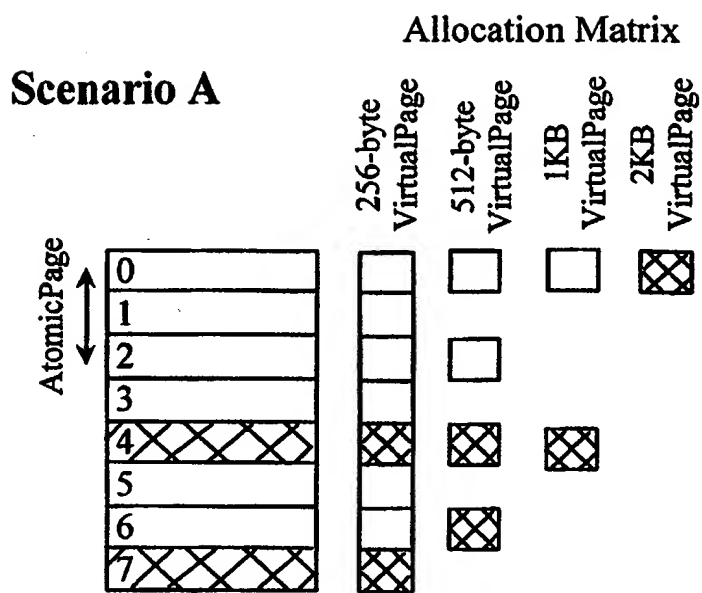 Allocation Matrix
Scenario A
256-byte
VirtualPage
512-byte
VirtualPage
1KB
VirtualPage
2KB
VirtualPage
AtomicPage
0
1
2
3
4
5
6
7